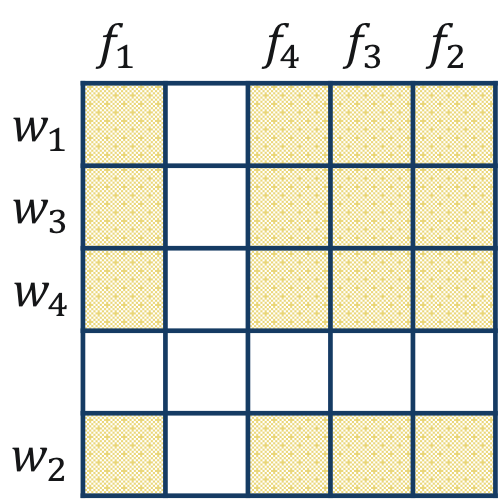 f₁ f₄ f₃ f₂
w₁
w₃
w₄
w₂